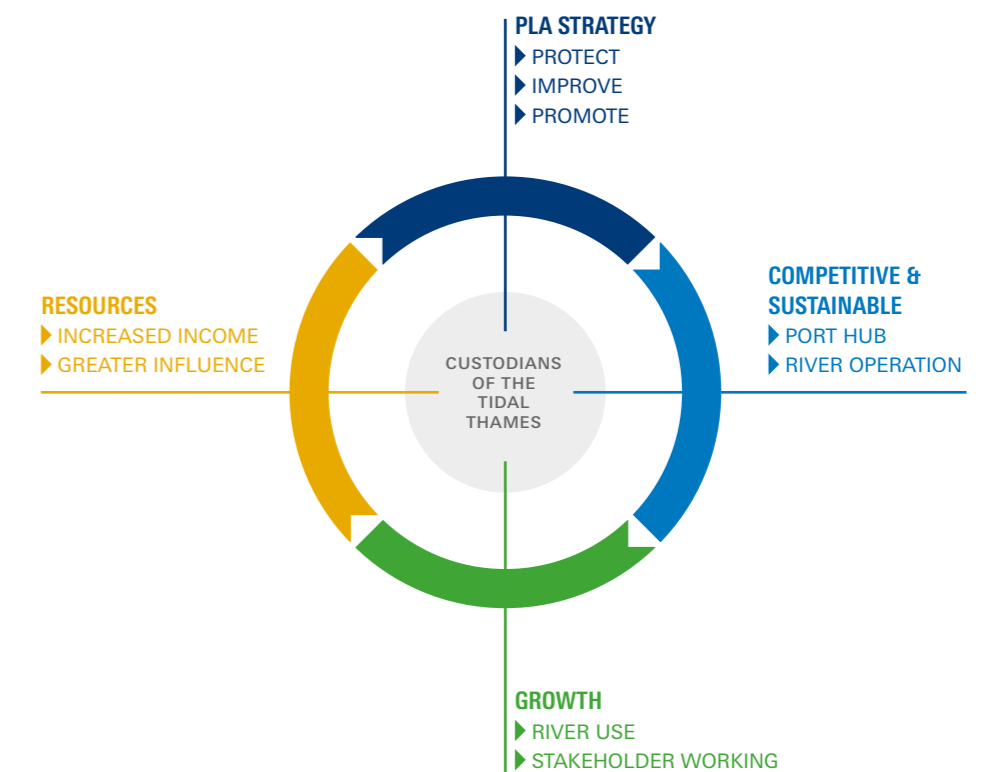 PLA STRATEGY
PROTECT
IMPROVE
PROMOTE
COMPETITIVE &
SUSTAINABLE
PORT HUB
RIVER OPERATION
RESOURCES
INCREASED INCOME
GREATER INFLUENCE
CUSTODIANS
OF THE
TIDAL
THAMES
GROWTH
RIVER USE
STAKEHOLDER WORKING